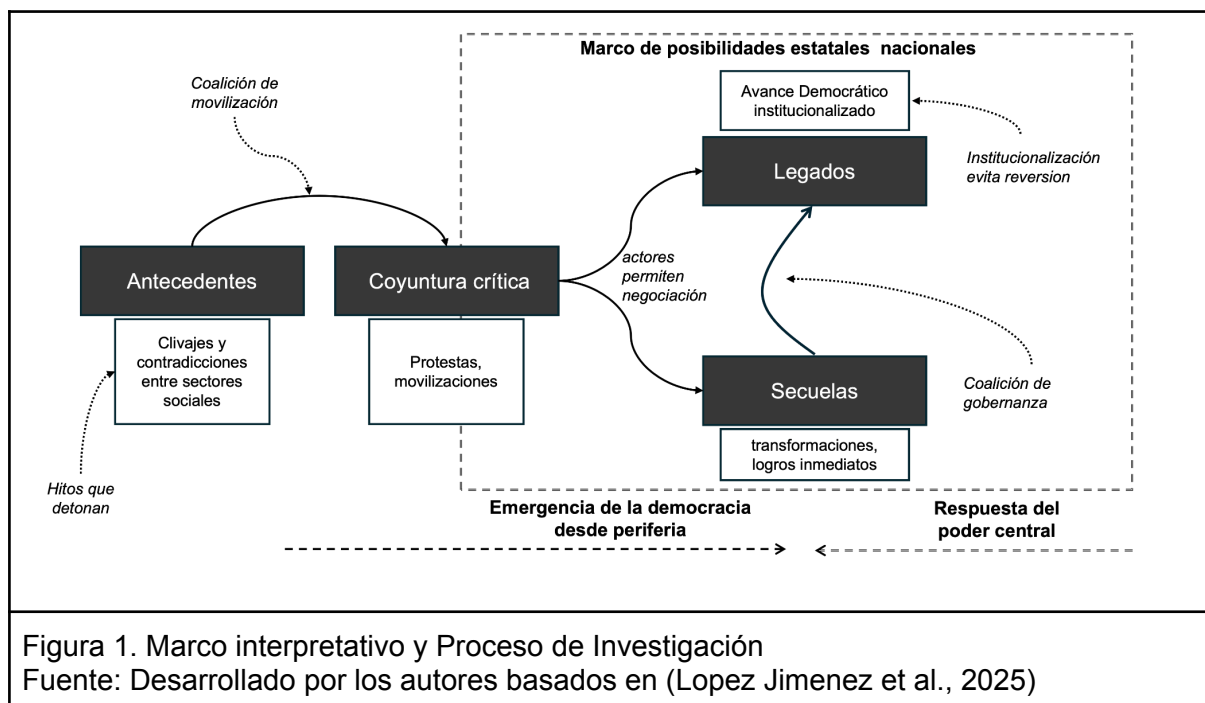 Marco de posibilidades estatales nacionales
Coalición de
movilización
Avance Democrático
institucionalizado
Legados
Institucionalización
evita reversion
Antecedentes
Coyuntura crítica
actores
permiten
negociación
Clivajes y
contradicciones
entre sectores
sociales
Protestas,
movilizaciones
Secuelas
Coalición de
gobernanza
transformaciones,
logros inmediatos
Hitos que
detonan
Emergencia de la democracia
desde periferia
Respuesta del
poder central
Figura 1. Marco interpretativo y Proceso de Investigación
Fuente: Desarrollado por los autores basados en (Lopez Jimenez et al., 2025)